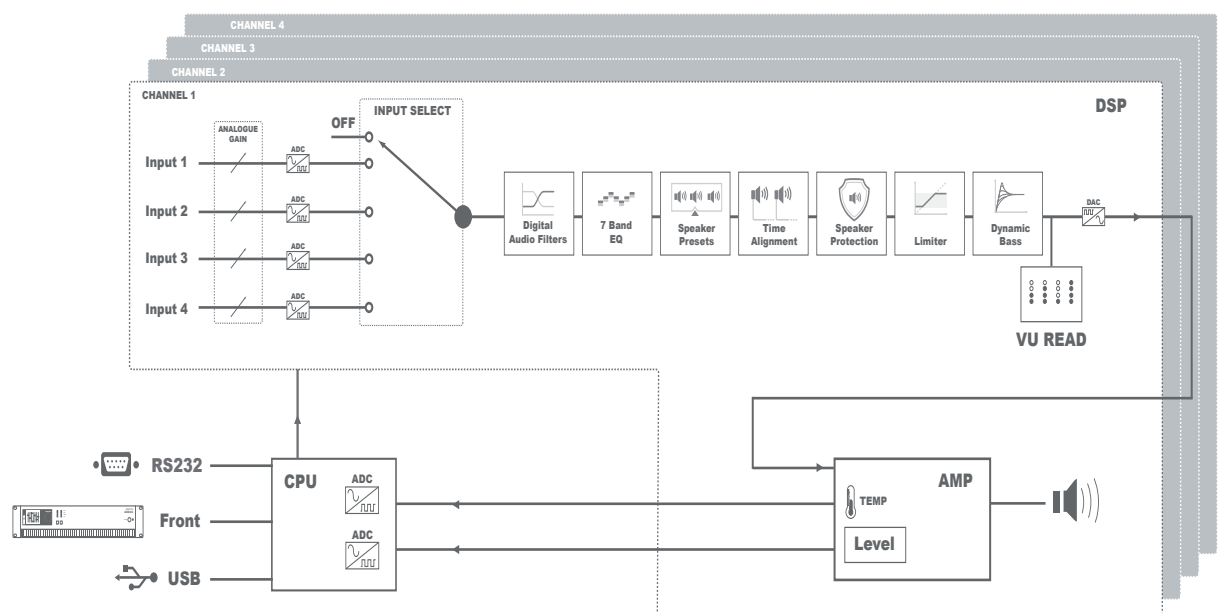 CHANNEL 4
CHANNEL 3
CHANNEL 2
CHANNEL 1
DSP
INPUT SELECT
OFF
ANALOGUE
GAIN
Input 1
ADC
Input 2
ADC
Input 3
ADC
Input 4
ADC
Digital
Audio Filters
7 Band
EQ
Speaker
Presets
Time
Alignment
Speaker
Protection
Limiter
Dynamic
Bass
DAC
VU READ
RS232
Front
USB
CPU
ADC
ADC
AMP
TEMP
Level